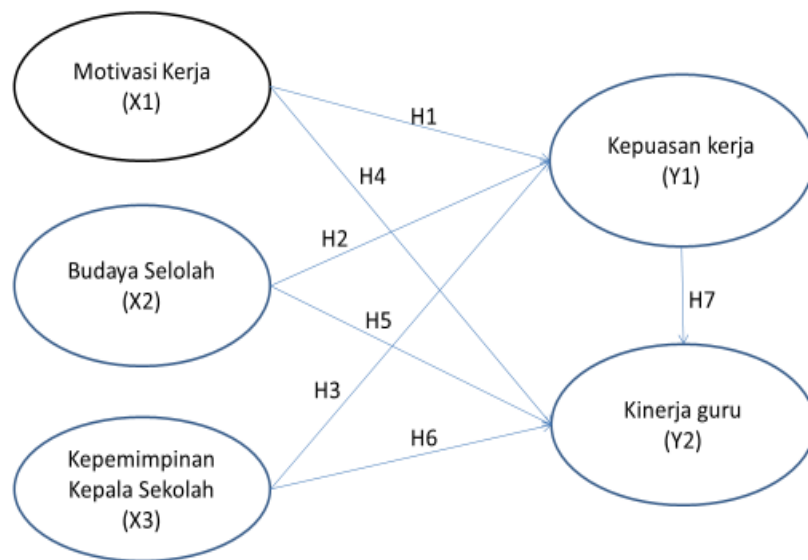 Motivasi Kerja
(X1)
H1
Kepuasan kerja
(Y1)
H4
H2
Budaya Selolah
(X2)
H5
H7
H3
Kinerja guru
(Y2)
H6
Kepemimpinan
Kepala Sekolah
(X3)